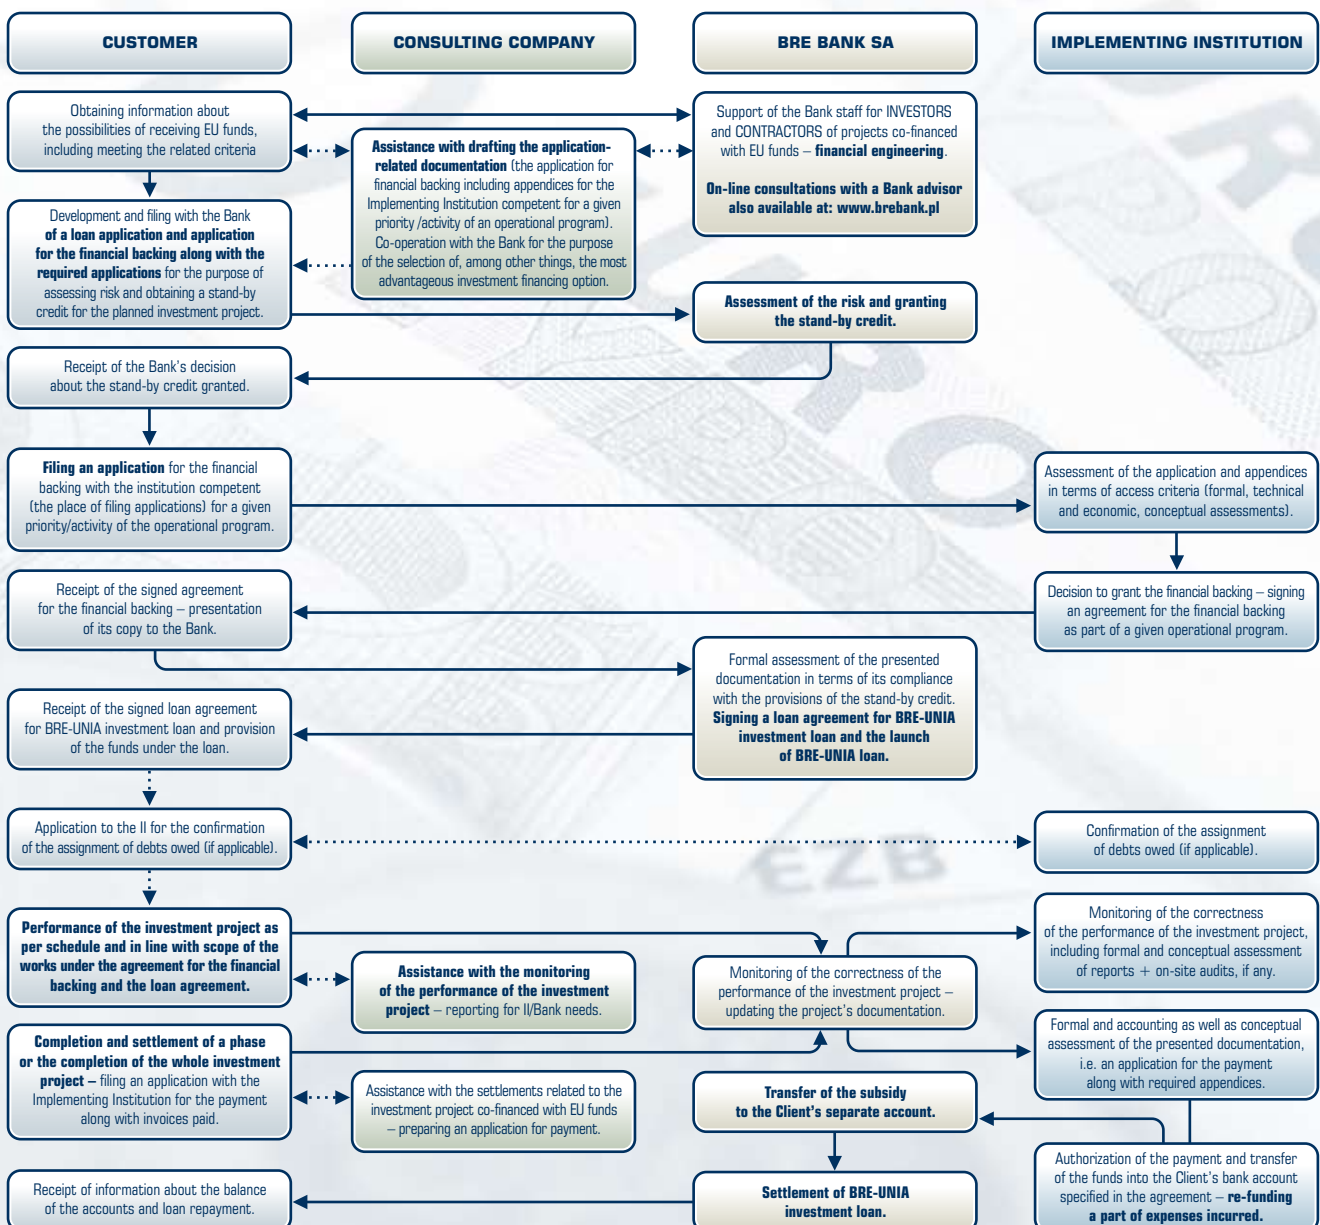 CUSTOMER
CONSULTING COMPANY
BRE BANK SA
IMPLEMENTING INSTITUTION
Obtaining information about
the possibilities of receiving EU funds,
including meeting the related criteria
Support of the Bank staff for INVESTORS
and CONTRACTORS of projects co-financed
with EU funds – financial engineering.
On-line consultations with a Bank advisor
also available at: www.brebank.pl
Assistance with drafting the application-
related documentation (the application for
financial backing including appendices for the
Implementing Institution competent for a given
priority /activity of an operational program).
Co-operation with the Bank for the purpose
of the selection of, among other things, the most
advantageous investment financing option.
Development and filing with the Bank
of a loan application and application
for the financial backing along with the
required applications for the purpose of
assessing risk and obtaining a stand-by
credit for the planned investment project.
Assessment of the risk and granting
the stand-by credit.
Receipt of the Bank's decision
about the stand-by credit granted.
Filing an application for the financial
backing with the institution competent
(the place of filing applications) for a given
priority/activity of the operational program.
Assessment of the application and appendices
in terms of access criteria (formal, technical
and economic, conceptual assessments).
Receipt of the signed agreement
for the financial backing – presentation
of its copy to the Bank.
Decision to grant the financial backing – signing
an agreement for the financial backing
as part of a given operational program.
Formal assessment of the presented
documentation in terms of its compliance
with the provisions of the stand-by credit.
Signing a loan agreement for BRE-UNIA
investment loan and the launch
of BRE-UNIA loan.
Receipt of the signed loan agreement
for BRE-UNIA investment loan and provision
of the funds under the loan.
Application to the II for the confirmation
of the assignment of debts owed (if applicable).
Confirmation of the assignment
of debts owed (if applicable).
Performance of the investment project as
per schedule and in line with scope of the
works under the agreement for the financial
backing and the loan agreement.
Assistance with the monitoring
of the performance of the investment
project – reporting for II/Bank needs.
Monitoring of the correctness of the
performance of the investment project –
updating the project's documentation.
Monitoring of the correctness
of the performance of the investment project,
including formal and conceptual assessment
of reports + on-site audits, if any.
Completion and settlement of a phase
or the completion of the whole investment
project – filing an application with the
Implementing Institution for the payment
along with invoices paid.
Assistance with the settlements related to the
investment project co-financed with EU funds
– preparing an application for payment.
Formal and accounting as well as conceptual
assessment of the presented documentation,
i.e. an application for the payment
along with required appendices.
Transfer of the subsidy
to the Client's separate account.
Authorization of the payment and transfer
of the funds into the Client's bank account
specified in the agreement – re-funding
a part of expenses incurred.
Settlement of BRE-UNIA
investment loan.
Receipt of information about the balance
of the accounts and loan repayment.
EURO
EZB